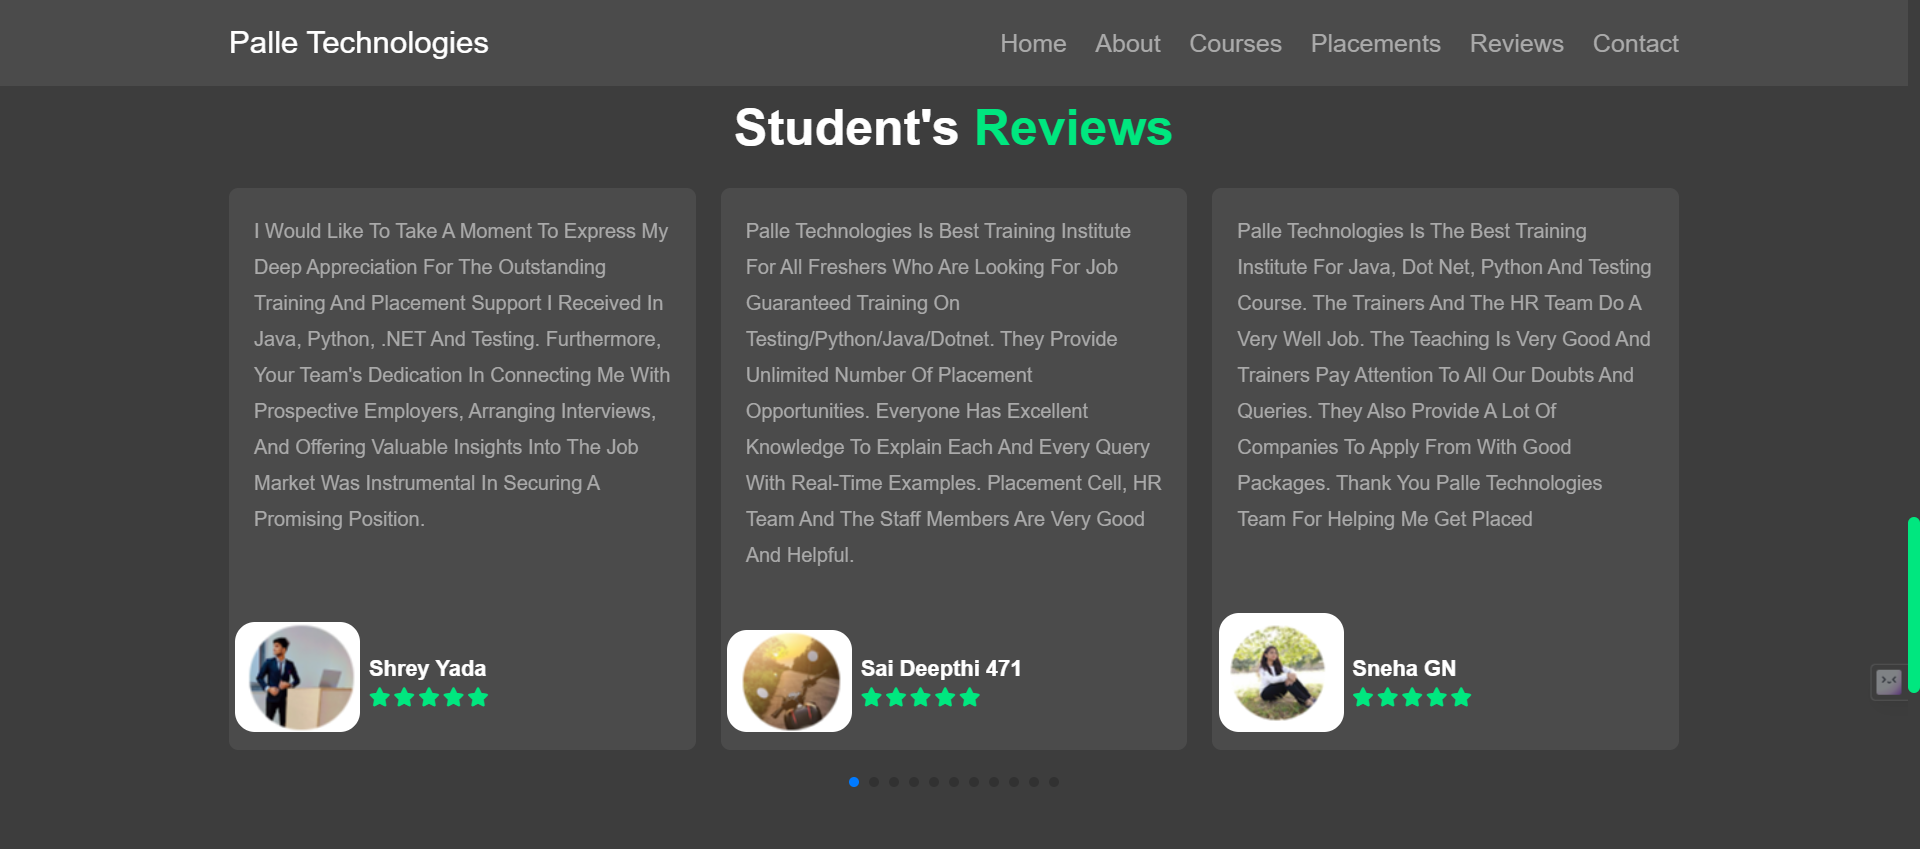 Palle Technologies
Home About Courses Placements Reviews Contact
Student's Reviews
I Would Like To Take A Moment To Express My
Deep Appreciation For The Outstanding
Training And Placement Support I Received In
Java, Python, .NET And Testing. Furthermore,
Your Team's Dedication In Connecting Me With
Prospective Employers, Arranging Interviews,
And Offering Valuable Insights Into The Job
Market Was Instrumental In Securing A
Promising Position.
Shrey Yada
Palle Technologies Is Best Training Institute
For All Freshers Who Are Looking For Job
Guaranteed Training On
Testing/Python/Java/Dotnet. They Provide
Unlimited Number Of Placement
Opportunities. Everyone Has Excellent
Knowledge To Explain Each And Every Query
With Real-Time Examples. Placement Cell, HR
Team And The Staff Members Are Very Good
And Helpful.
Sai Deepthi 471
Palle Technologies Is The Best Training
Institute For Java, Dot Net, Python And Testing
Course. The Trainers And The HR Team Do A
Very Well Job. The Teaching Is Very Good And
Trainers Pay Attention To All Our Doubts And
Queries. They Also Provide A Lot Of
Companies To Apply From With Good
Packages. Thank You Palle Technologies
Team For Helping Me Get Placed
Sneha GN